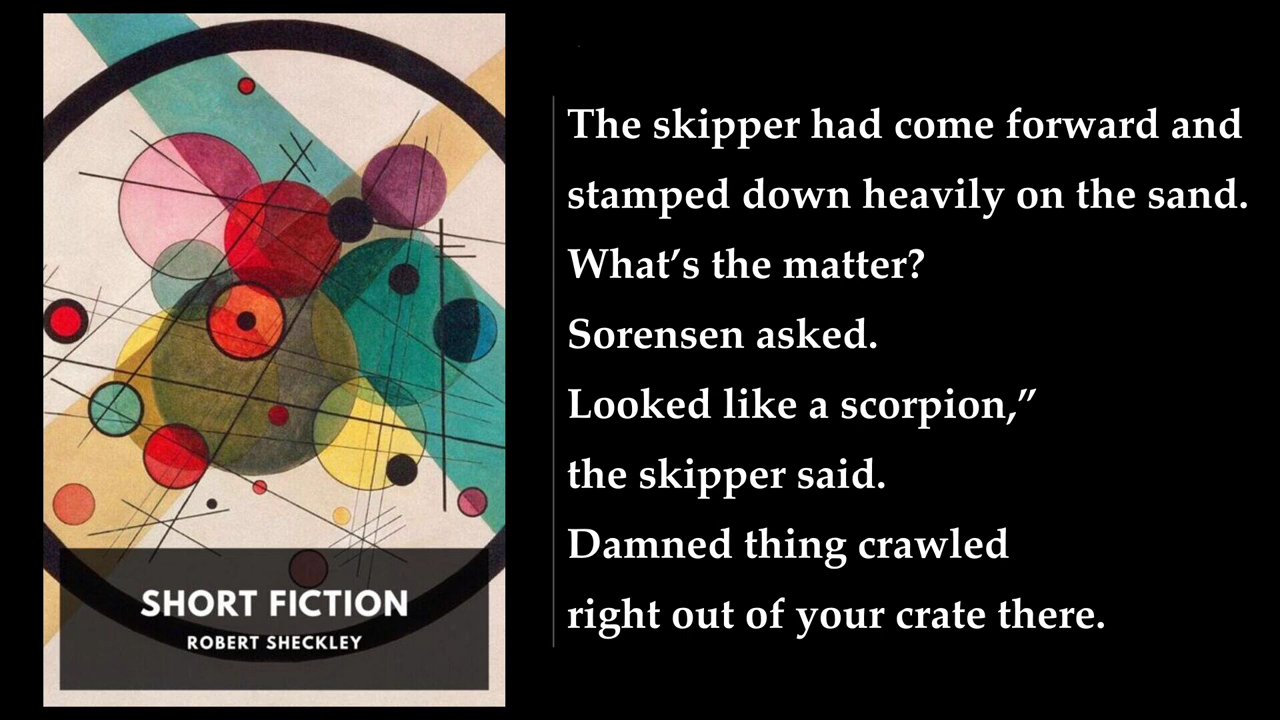 SHORT FICTION
ROBERT SHECKLEY
The skipper had come forward and
stamped down heavily on the sand.
What’s the matter?
Sorensen asked.
Looked like a scorpion,”
the skipper said.
Damned thing crawled
right out of your crate there.